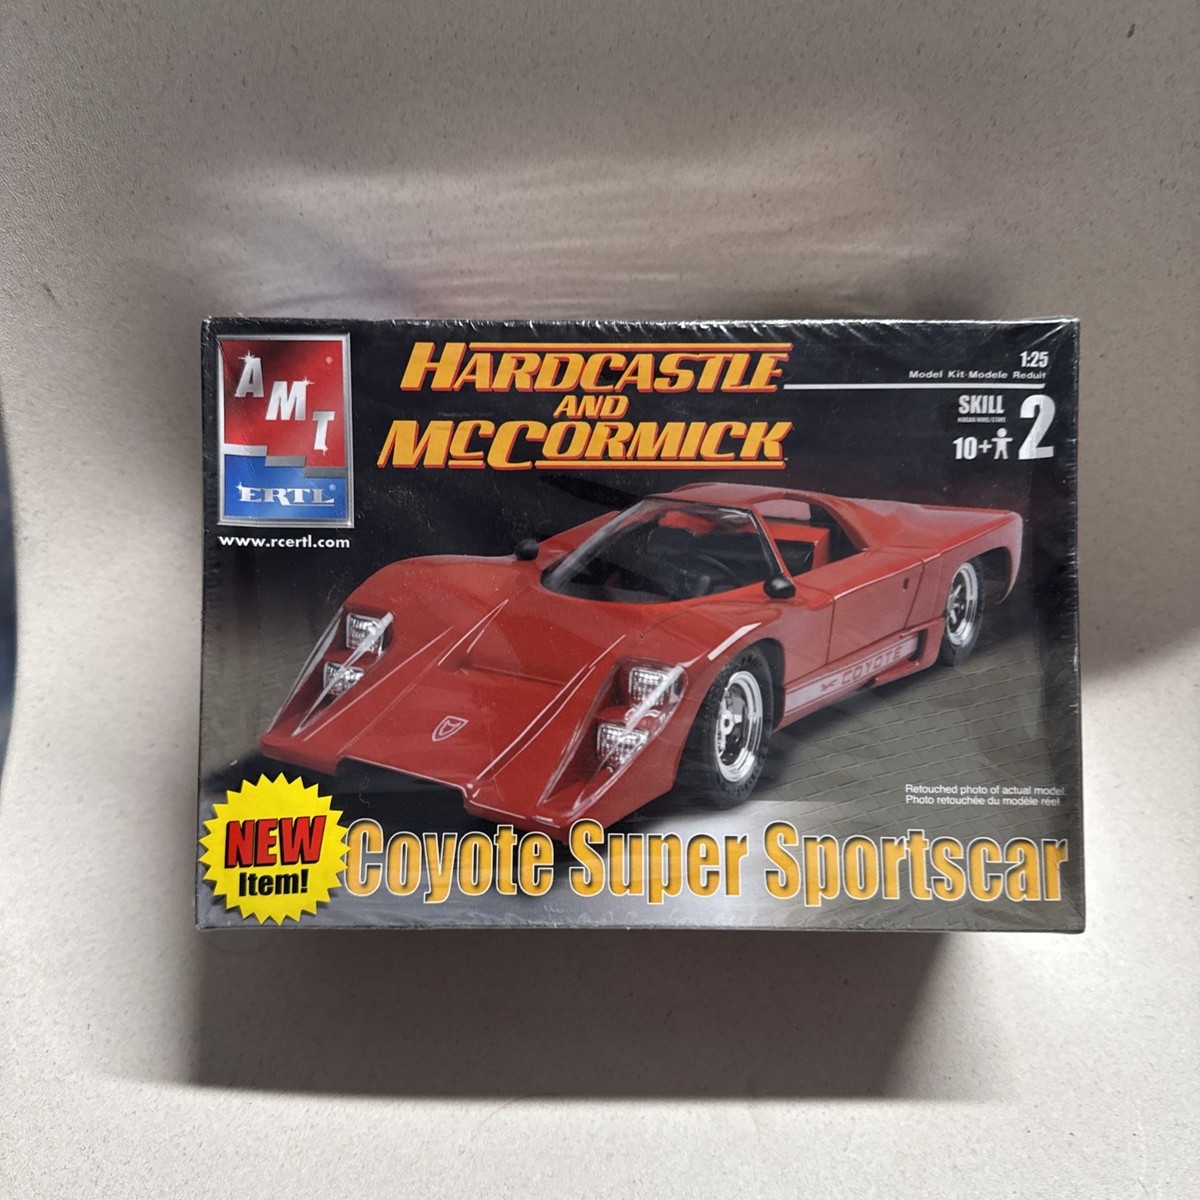 AMT
ERTL®
www.rcertl.com
HARDCASTLE
AND
MCCORMICK
1:25
Model Kit·Modele Reduit
SKILL 2
10+
COYOTE
Retouched photo of actual model.
Photo retouchée du modèle réel.
NEW
Item!
Coyote Super Sportscar